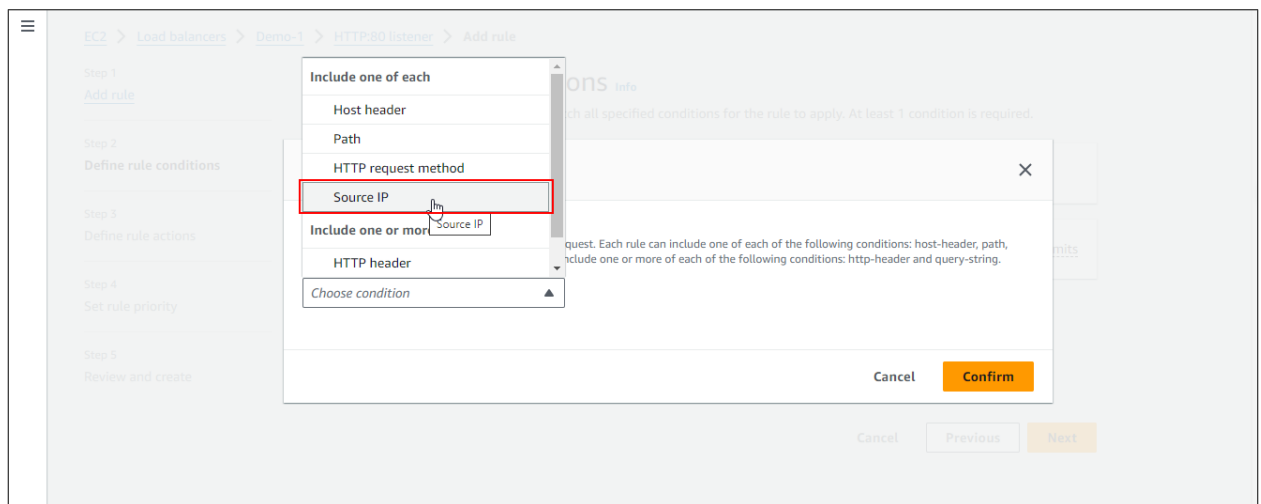 EC2 > Load balancers > Demo-1 > HTTP:80 listener > Add rule
Step 1
Add rule
Step 2
Define rule conditions
Step 3
Define rule actions
Step 4
Set rule priority
Step 5
Review and create
ons Info
ch all specified conditions for the rule to apply. At least 1 condition is required.
Include one of each
Host header
Path
HTTP request method
Source IP
Source IP
Include one or mor
HTTP header
Choose condition
quest. Each rule can include one of each of the following conditions: host-header, path,
nclude one or more of each of the following conditions: http-header and query-string.
mits
Cancel
Confirm
Cancel
Previous
Next